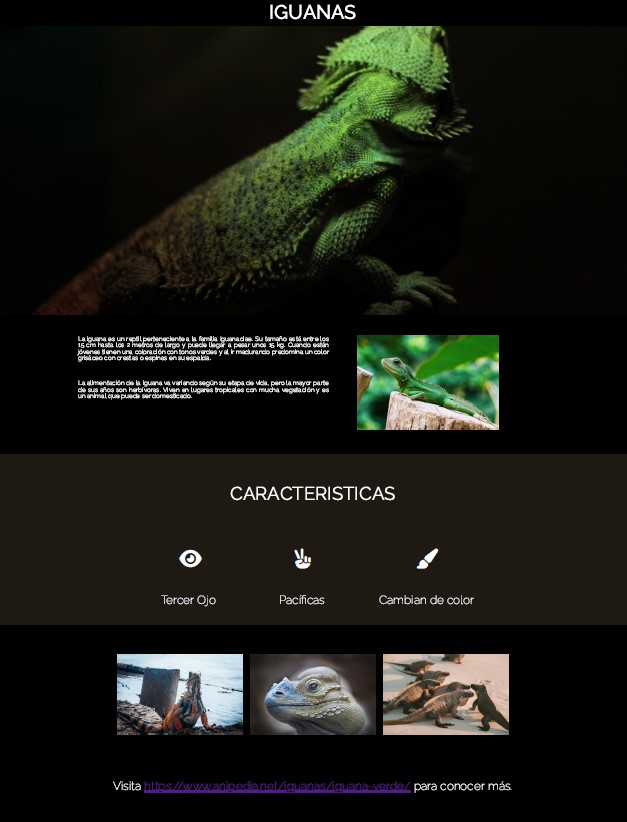 IGUANAS
La iguana es un reptil perteneciente a la familia Iguanadiae. Su tamaño está entre los
15 cm hasta los 2 metros de largo y puede llegar a pesar unos 15 kg. Cuando están
jóvenes tienen una coloración con tonos verdes y al ir madurando predomina un color
grisáceo con crestas o espinas en su espalda.
La alimentación de la iguana va variando según su etapa de vida, pero la mayor parte
de sus años son herbívoras. Viven en lugares tropicales con mucha vegetación y es
un animal que puede ser domesticado.
CARACTERISTICAS
Tercer Ojo
Pacíficas
Cambian de color
Visita https://www.anipedia.net/iguanas/iguana-verde/ para conocer más.